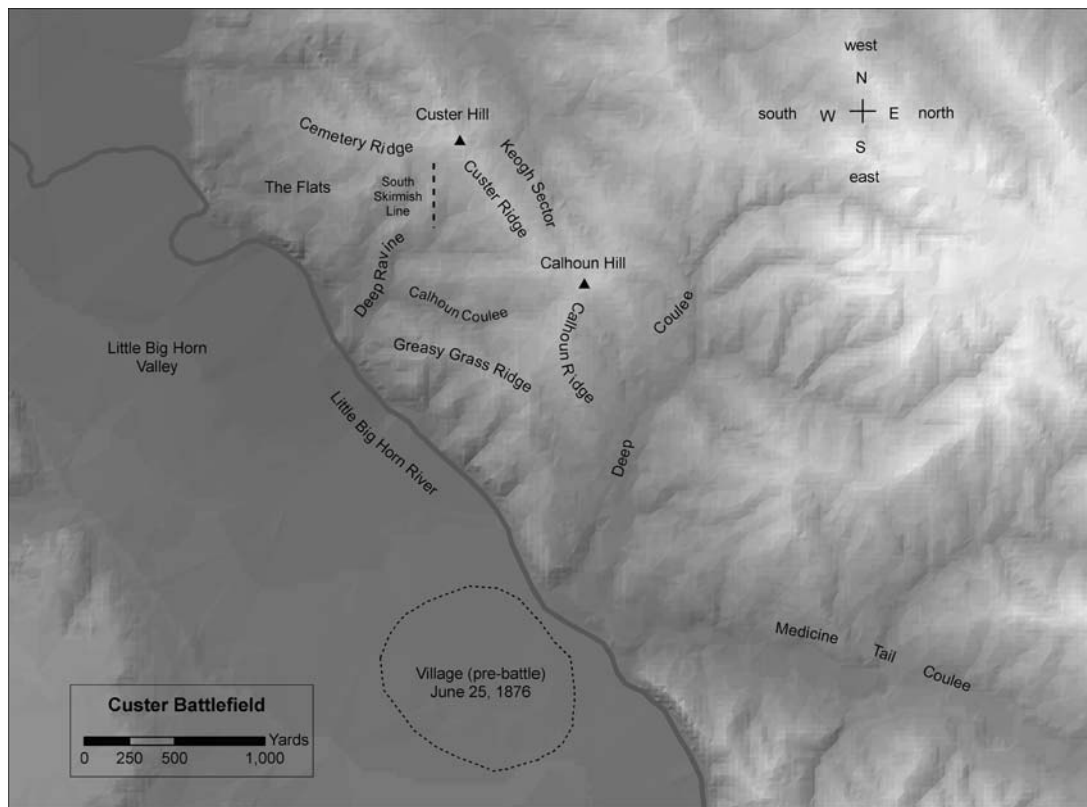 west
N
south W E north
S
east
Custer Hill
Cemetery Ridge
Keogh Sector
The Flats
South
Skirmish
Line
Custer Ridge
Deep Ravine
Calhoun Hill
Calhoun Coulee
Coulee
Calhoun Ridge
Little Big Horn
Valley
Greasy Grass Ridge
Little Big Horn River
Deep
Medicine Tail Coulee
Village (pre-battle)
June 25, 1876
Custer Battlefield
Yards
0 250 500 1,000